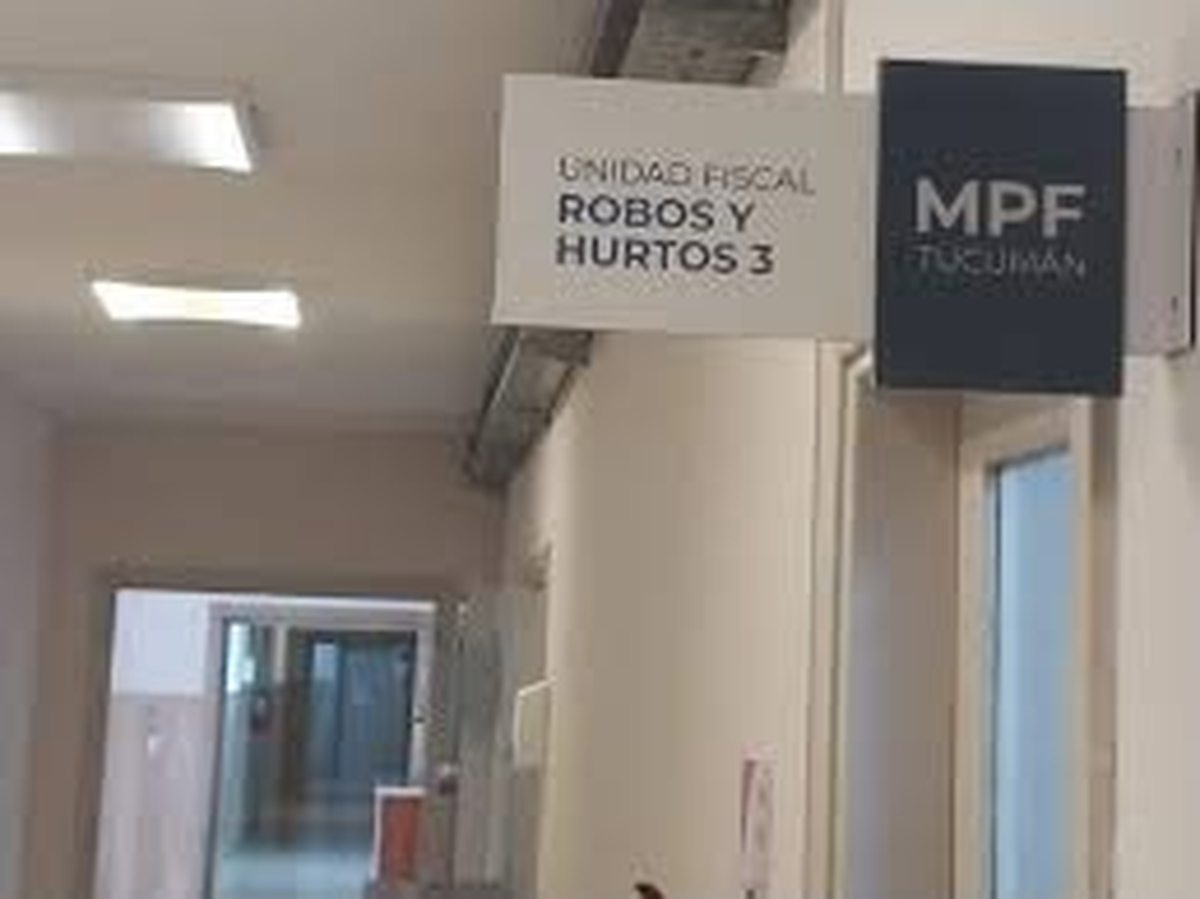 UNIDAD FISCAL
ROBOS Y
HURTOS 3
MPF
TUCUMÁN